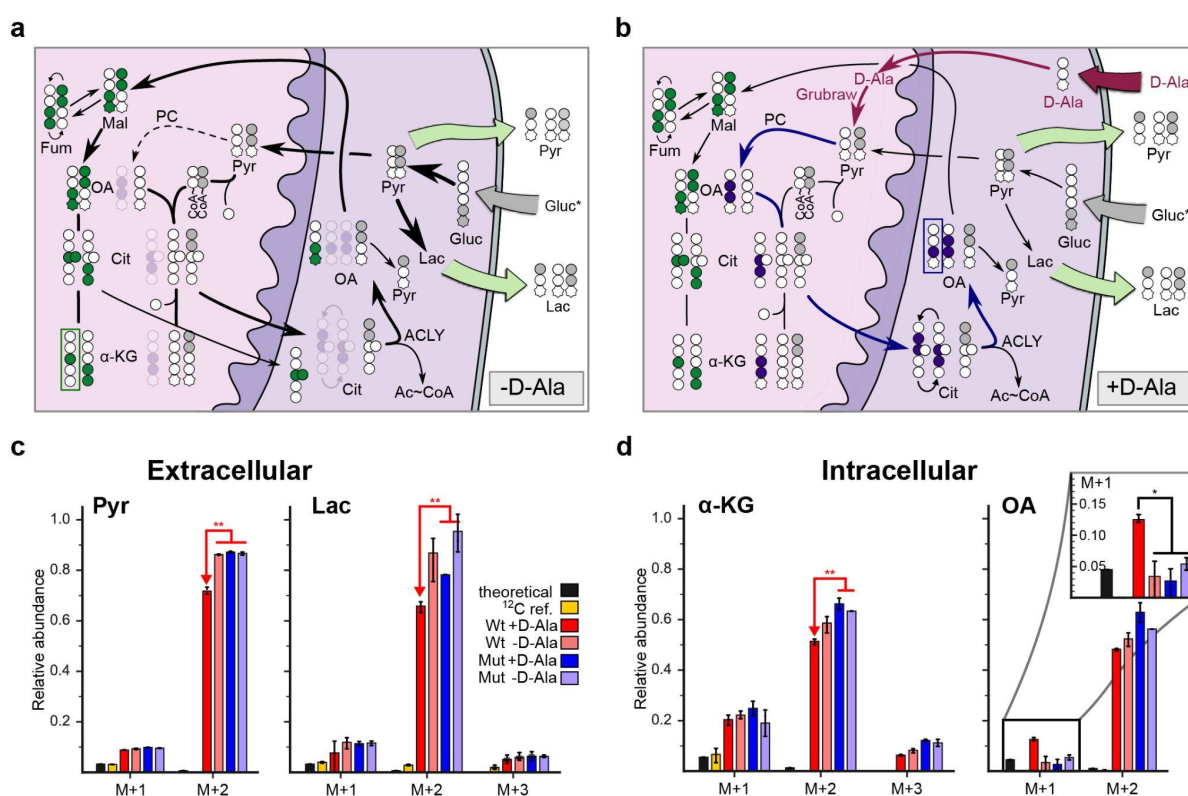 a
Fum
Mal
PC
Pyr
OA
CoA~
CoA~
Cit
α-KG
Pyr
Gluc*
Gluc
Lac
Pyr
Lac
OA
Pyr
ACLY
Cit
Ac~CoA
-D-Ala
b
D-Ala
Grubraw
D-Ala
D-Ala
PC
Fum
Mal
Pyr
OA
CoA~
CoA~
Cit
α-KG
Pyr
Pyr
Gluc*
Gluc
Lac
Lac
OA
Pyr
ACLY
Cit
Ac~CoA
+D-Ala
c
Extracellular
Pyr
Lac
**
**
Relative abundance
1.0
0.8
0.6
0.4
0.2
theoretical
¹²C ref.
Wt +D-Ala
Wt -D-Ala
Mut +D-Ala
Mut -D-Ala
M+1
M+2
M+1
M+2
M+3
d
Intracellular
α-KG
OA
**
Relative abundance
1.0
0.8
0.6
0.4
0.2
M+1
0.15
0.10
0.05
*
M+1
M+2
M+3
M+1
M+2